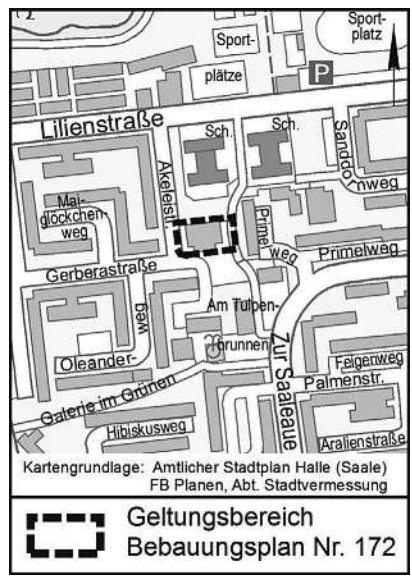 Sport-
platz
Sport-
plätze
P
Lilienstraße
Sch.
Sch.
Akeleistr.
Sanddornweg
Mai-
glöckchen-
weg
Primel-
weg
Primelweg
Gerberastraße
Am Tulpen-
brunnen
Oleander-
weg
Zur Saaleaue
Feigenweg
Palmenstr.
Galerie im Grünen
Hibiskusweg
Aralienstraße
Kartengrundlage: Amtlicher Stadtplan Halle (Saale)
FB Planen, Abt. Stadtvermessung
Geltungsbereich
Bebauungsplan Nr. 172